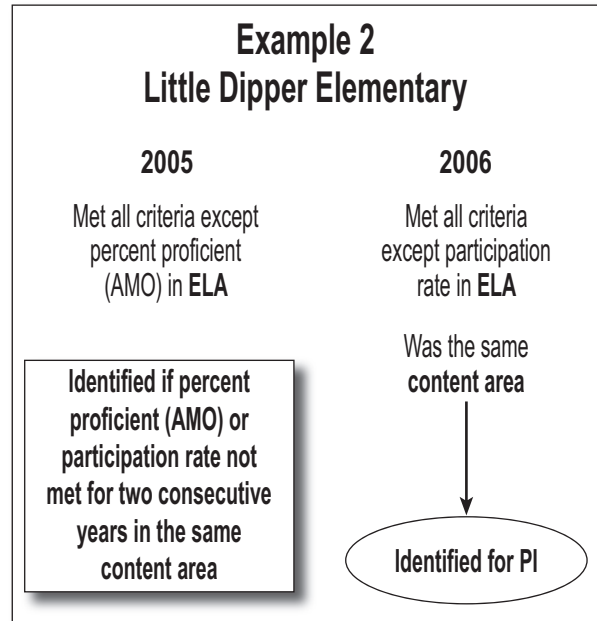 Example 2
Little Dipper Elementary
2005
Met all criteria except
percent proficient
(AMO) in ELA
Identified if percent
proficient (AMO) or
participation rate not
met for two consecutive
years in the same
content area
2006
Met all criteria
except participation
rate in ELA
Was the same
content area
Identified for PI